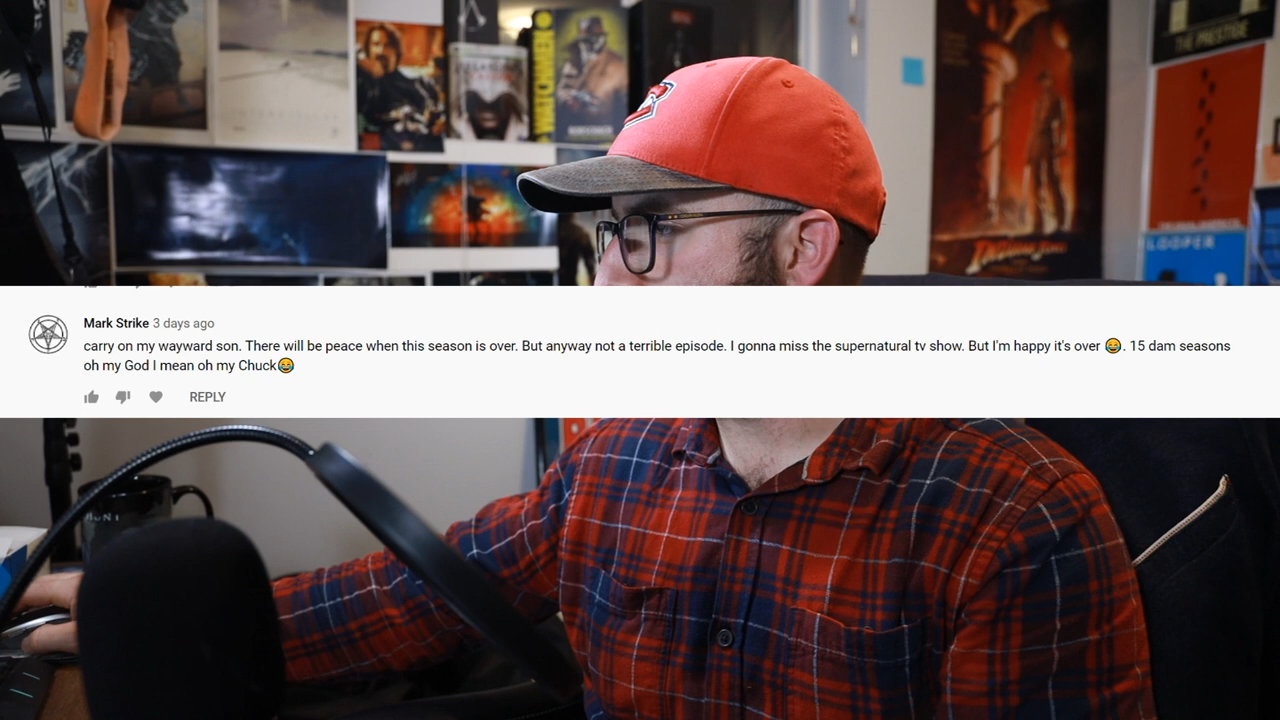 THE PRESTIGE
INDIANA JONES
LOOPER
Mark Strike 3 days ago
carry on my wayward son. There will be peace when this season is over. But anyway not a terrible episode. I gonna miss the supernatural tv show. But I'm happy it's over 😂. 15 dam seasons
oh my God I mean oh my Chuck😂
REPLY